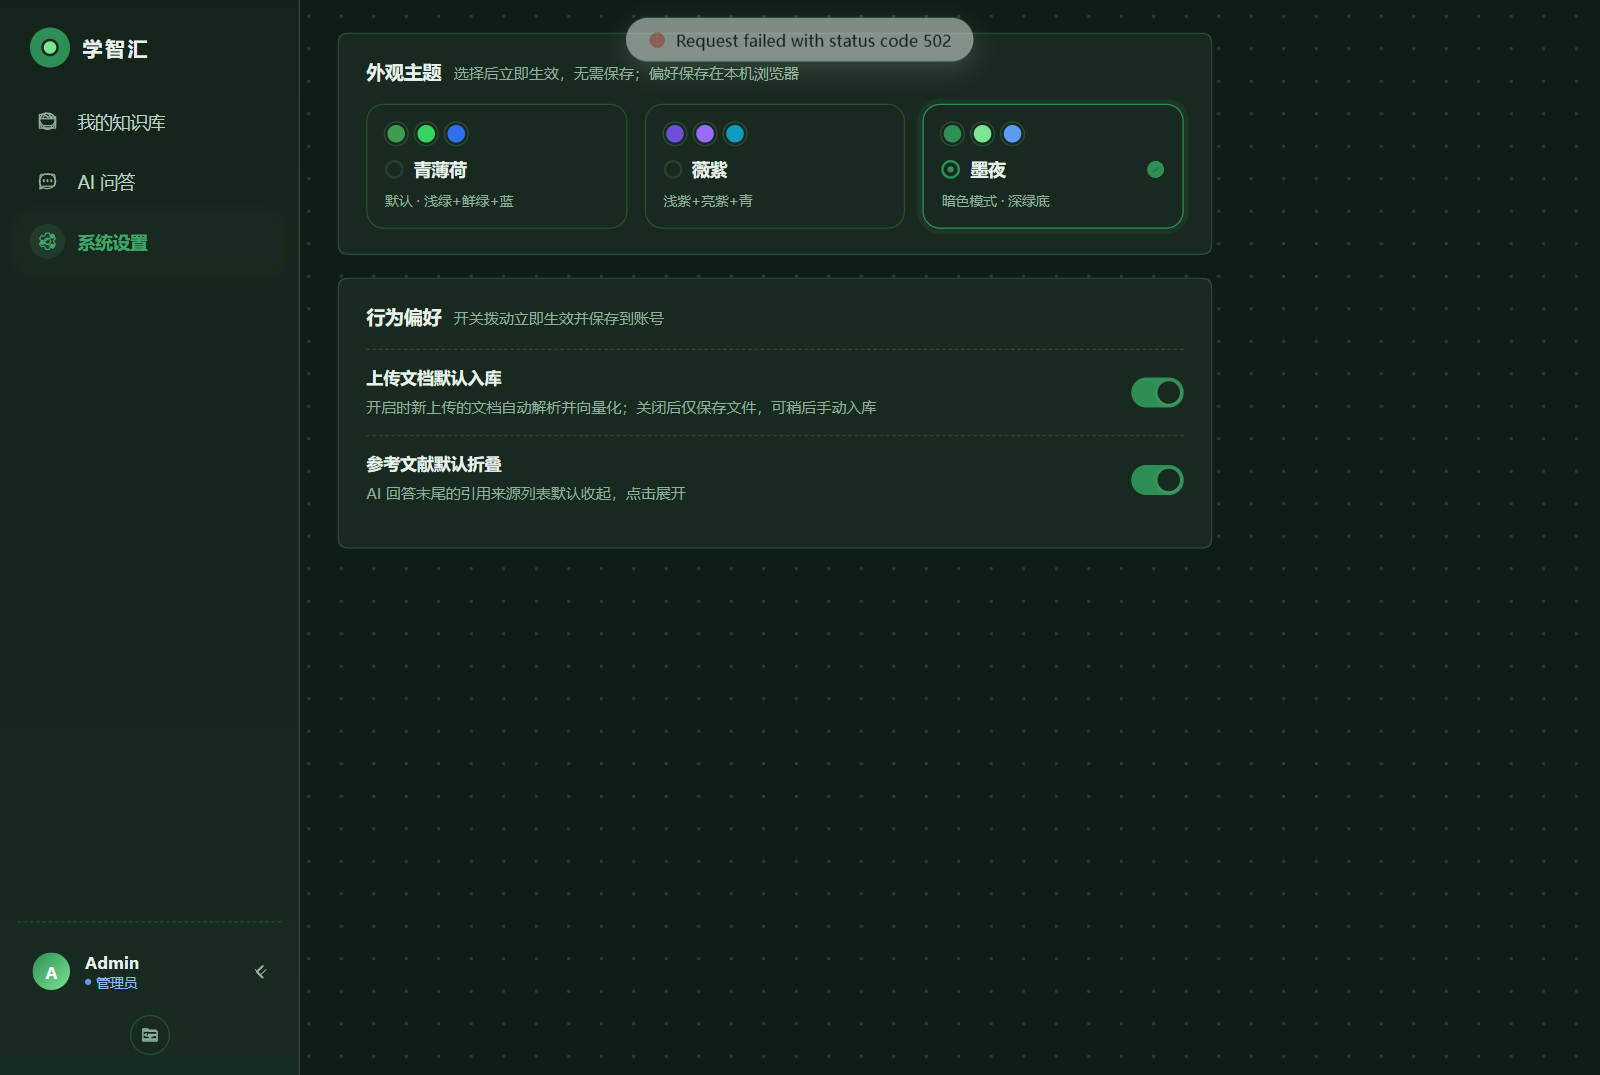 学智汇
我的知识库
AI 问答
系统设置
Request failed with status code 502
外观主题 选择后立即生效，无需保存；偏好保存在本机浏览器
青薄荷
默认 · 浅绿+鲜绿+蓝
薇紫
浅紫+亮紫+青
墨夜
暗色模式 · 深绿底
行为偏好 开关拨动立即生效并保存到账号
上传文档默认入库
开启时新上传的文档自动解析并向量化；关闭后仅保存文件，可稍后手动入库
参考文献默认折叠
AI 回答末尾的引用来源列表默认收起，点击展开
A
Admin
管理员